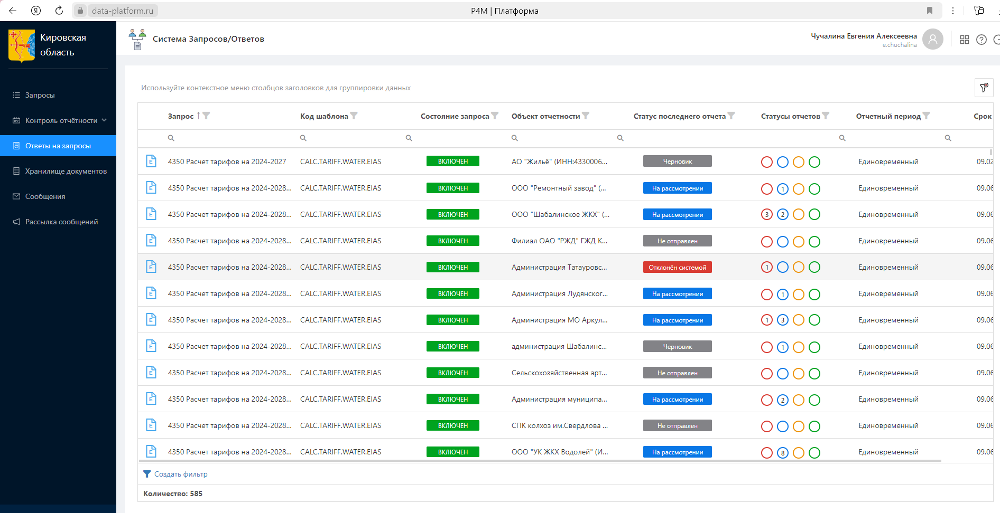 data-platform.ru
P4M | Платформа
Кировская
область
Система Запросов/Ответов
Чучалина Евгения Алексеевна
e.chuchalina
Запросы
Контроль отчётности
Ответы на запросы
Хранилище документов
Сообщения
Рассылка сообщений
Используйте контекстное меню столбцов заголовков для группировки данных
Запрос Код шаблона Состояние запроса Объект отчетности Статус последнего отчета Статусы отчетов Отчетный период Срок
4350 Расчет тарифов на 2024-2027 CALC.TARIFF.WATER.EIAS ВКЛЮЧЕН АО "Жильё" (ИНН:4330006... Черновик Единовременный 09.02
4350 Расчет тарифов на 2024-2028... CALC.TARIFF.WATER.EIAS ВКЛЮЧЕН ООО "Ремонтный завод" (... На рассмотрении 1 Единовременный 09.06
4350 Расчет тарифов на 2024-2028... CALC.TARIFF.WATER.EIAS ВКЛЮЧЕН ООО "Шабалинское ЖКХ" (... На рассмотрении 3 2 Единовременный 09.06
4350 Расчет тарифов на 2024-2028... CALC.TARIFF.WATER.EIAS ВКЛЮЧЕН Филиал ОАО "РЖД" ГЖД К... Не отправлен Единовременный 09.06
4350 Расчет тарифов на 2024-2028... CALC.TARIFF.WATER.EIAS ВКЛЮЧЕН Администрация Татауровс... Отклонён системой 1 Единовременный 09.06
4350 Расчет тарифов на 2024-2028... CALC.TARIFF.WATER.EIAS ВКЛЮЧЕН Администрация Лудянског... На рассмотрении 1 Единовременный 09.06
4350 Расчет тарифов на 2024-2028... CALC.TARIFF.WATER.EIAS ВКЛЮЧЕН Администрация МО Аркул... На рассмотрении 1 3 Единовременный 09.06
4350 Расчет тарифов на 2024-2028... CALC.TARIFF.WATER.EIAS ВКЛЮЧЕН администрация Шабалинс... Черновик 1 Единовременный 09.06
4350 Расчет тарифов на 2024-2028... CALC.TARIFF.WATER.EIAS ВКЛЮЧЕН Сельскохозяйственная арт... Не отправлен Единовременный 09.06
4350 Расчет тарифов на 2024-2028... CALC.TARIFF.WATER.EIAS ВКЛЮЧЕН Администрация муниципа... На рассмотрении 2 Единовременный 09.06
4350 Расчет тарифов на 2024-2028... CALC.TARIFF.WATER.EIAS ВКЛЮЧЕН СПК колхоз им.Свердлова ... Не отправлен Единовременный 09.06
4350 Расчет тарифов на 2024-2028... CALC.TARIFF.WATER.EIAS ВКЛЮЧЕН ООО "УК ЖКХ Водолей" (И... На рассмотрении 8 Единовременный 09.06
Создать фильтр
Количество: 585